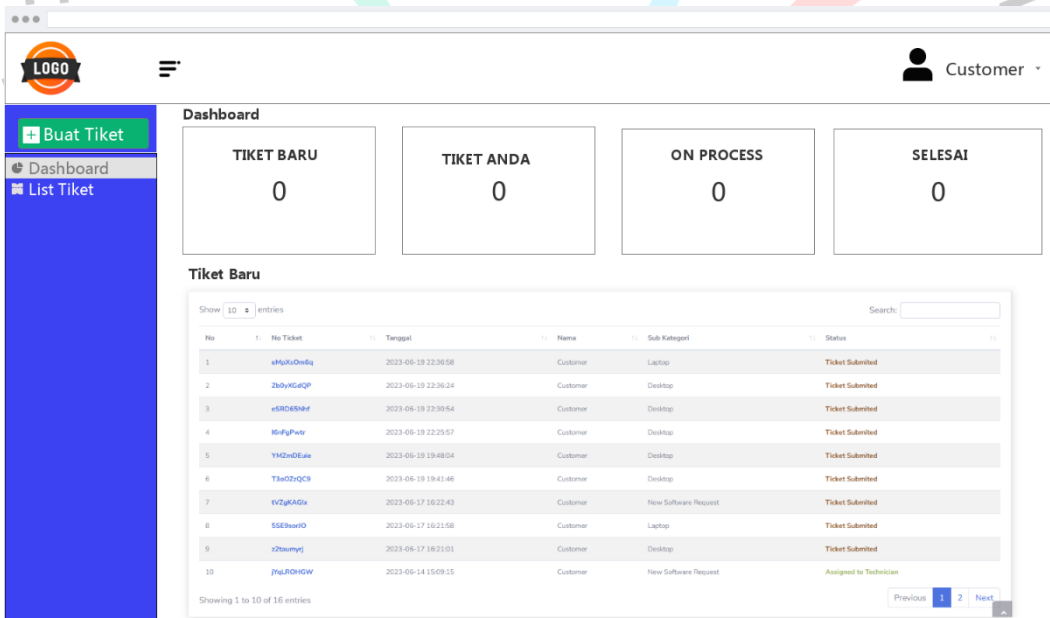 LOGO
Customer
Buat Tiket
Dashboard
List Tiket
Dashboard
TIKET BARU
0
TIKET ANDA
0
ON PROCESS
0
SELESAI
0
Tiket Baru
Show 10 entries
Search:
No No Ticket Tanggal Nama Sub Kategori Status
1 eMpXsOm6q 2023-06-19 22:36:58 Customer Laptop Ticket Submited
2 Zb0yXGdQP 2023-06-19 22:36:24 Customer Desktop Ticket Submited
3 2023-06-19 22:30:54 Customer Desktop Ticket Submited
4 2023-06-19 22:25:57 Customer Desktop Ticket Submited
5 YMZmDEuie 2023-06-19 19:48:04 Customer Desktop Ticket Submited
6 T3oOZzQC9 2023-06-19 19:41:46 Customer Desktop Ticket Submited
7 tVZgKAGlx 2023-06-17 16:22:43 Customer New Software Request Ticket Submited
8 2023-06-17 16:21:58 Customer Laptop Ticket Submited
9 z2toumyrj 2023-06-17 16:21:01 Customer Desktop Ticket Submited
10 jYqLROHGW 2023-06-14 15:09:15 Customer New Software Request Assigned to Technician
Showing 1 to 10 of 16 entries
Previous 1 2 Next